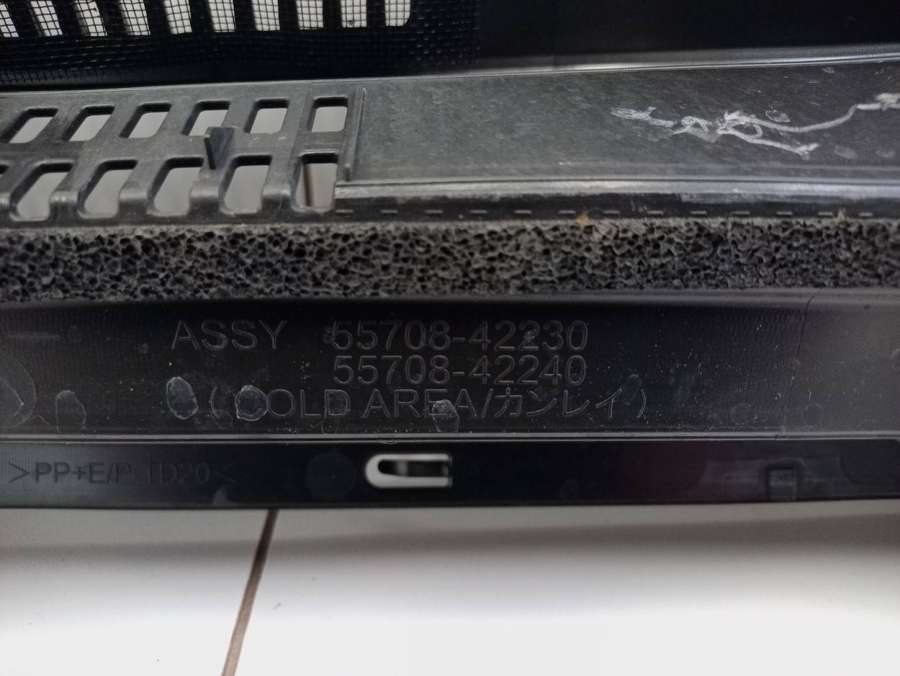 ASSY 55708-42230
55708-42240
(COLD AREA/カンレイ)
>PP+E/P-TD20<